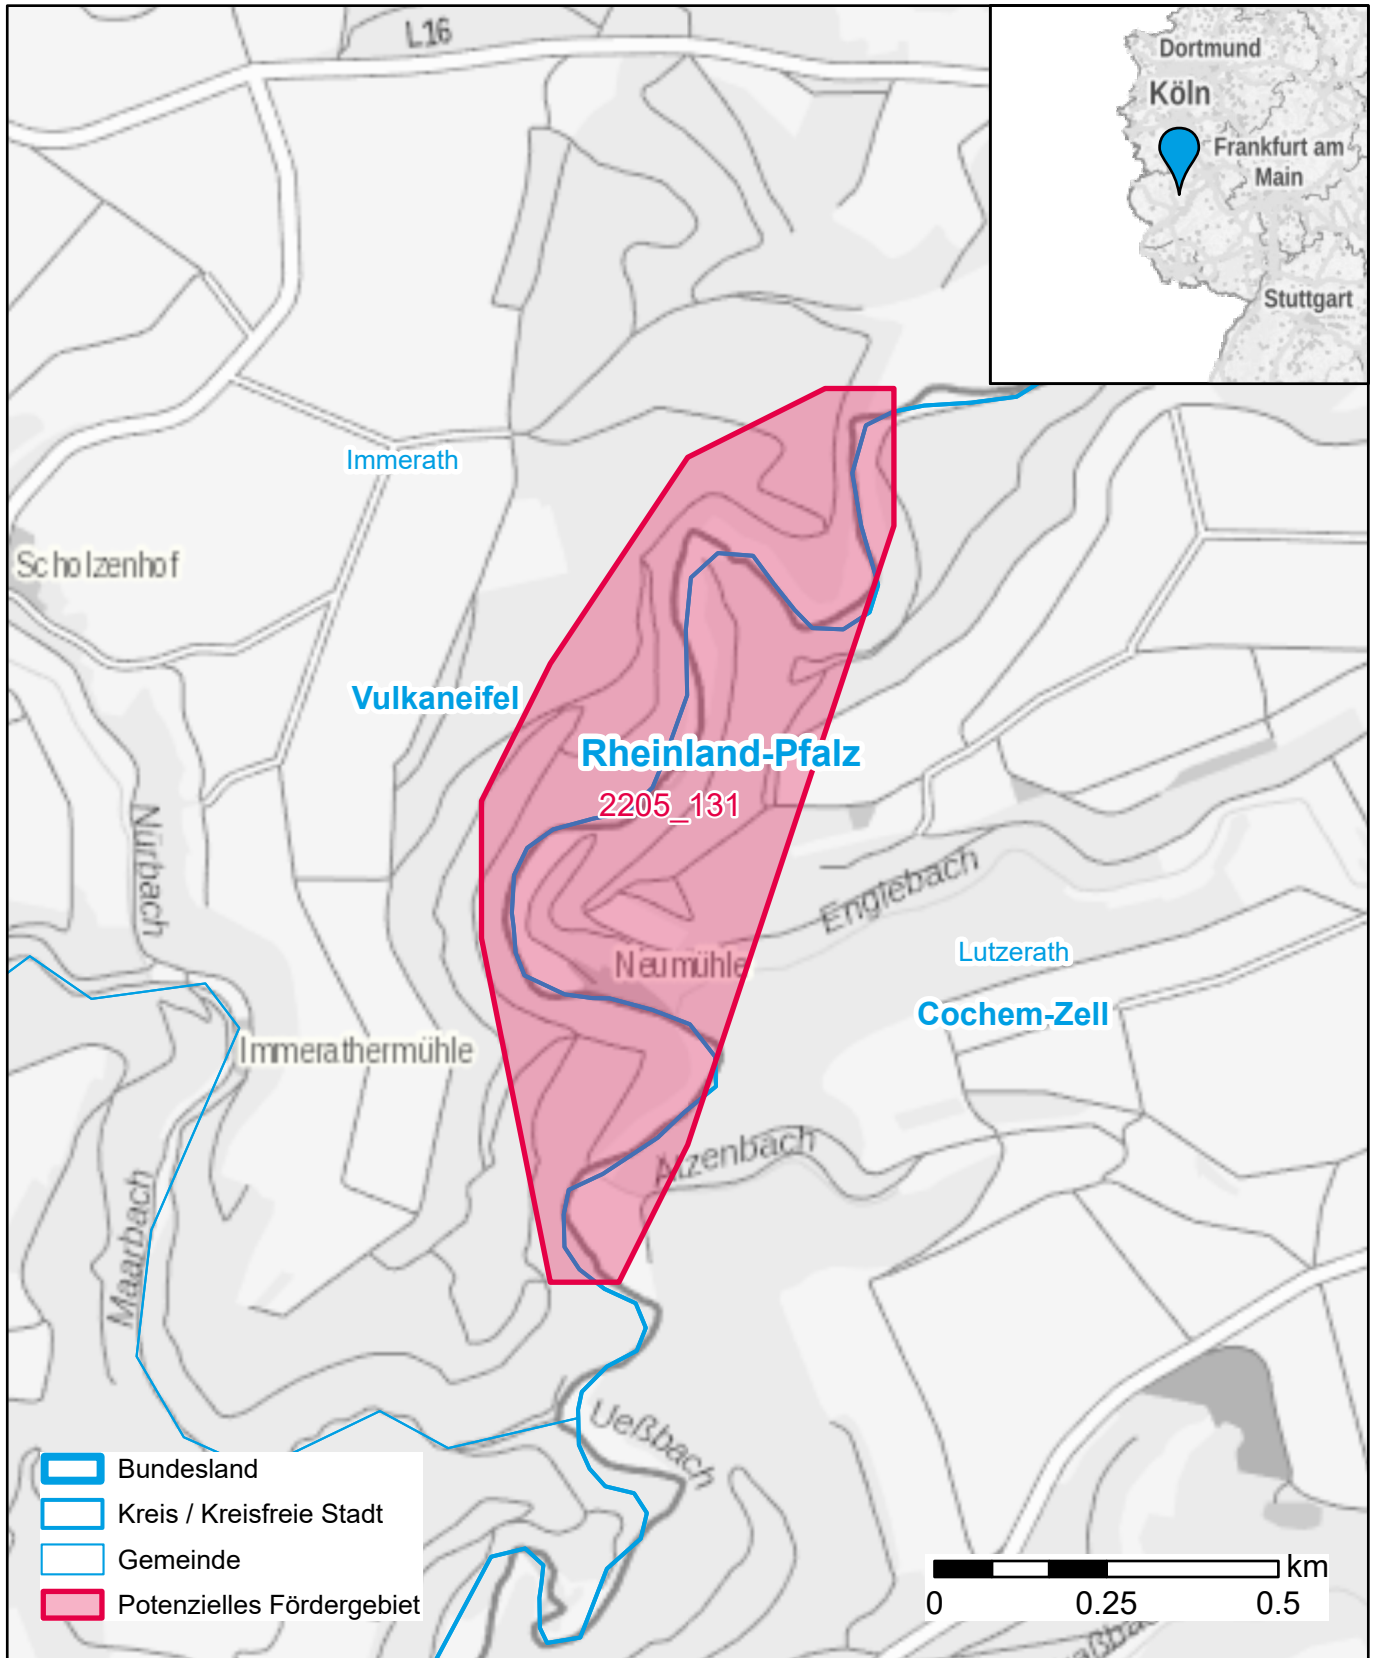 L16
Dortmund
Köln
Frankfurt am
Main
Stuttgart
Immerath
Scholzenhof
Vulkaneifel
Rheinland-Pfalz
2205_131
Nürbach
Englebach
Neumühle
Lutzerath
Cochem-Zell
Immerathermühle
Atzenbach
Maarbach
Ueßbach
Bundesland
Kreis / Kreisfreie Stadt
Gemeinde
Potenzielles Fördergebiet
km
0 0.25 0.5